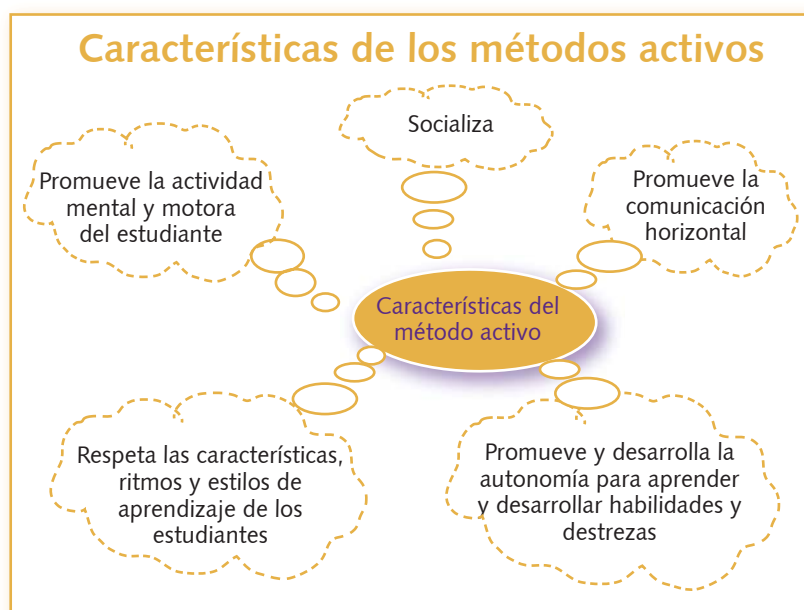 Características de los métodos activos
Socializa
Promueve la actividad
mental y motora
del estudiante
Promueve la
comunicación
horizontal
Características del
método activo
Respeta las características,
ritmos y estilos de
aprendizaje de los
estudiantes
Promueve y desarrolla la
autonomía para aprender
y desarrollar habilidades y
destrezas